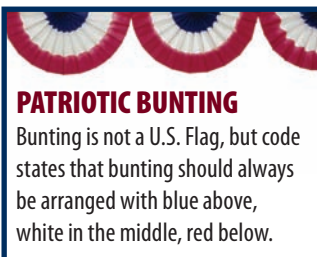 PATRIOTIC BUNTING
Bunting is not a U.S. Flag, but code
states that bunting should always
be arranged with blue above,
white in the middle, red below.